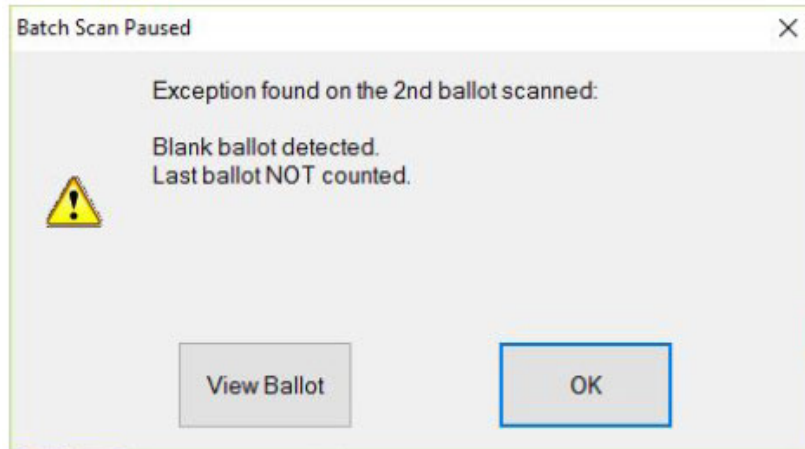 Batch Scan Paused
Exception found on the 2nd ballot scanned:
Blank ballot detected.
Last ballot NOT counted.
View Ballot
OK